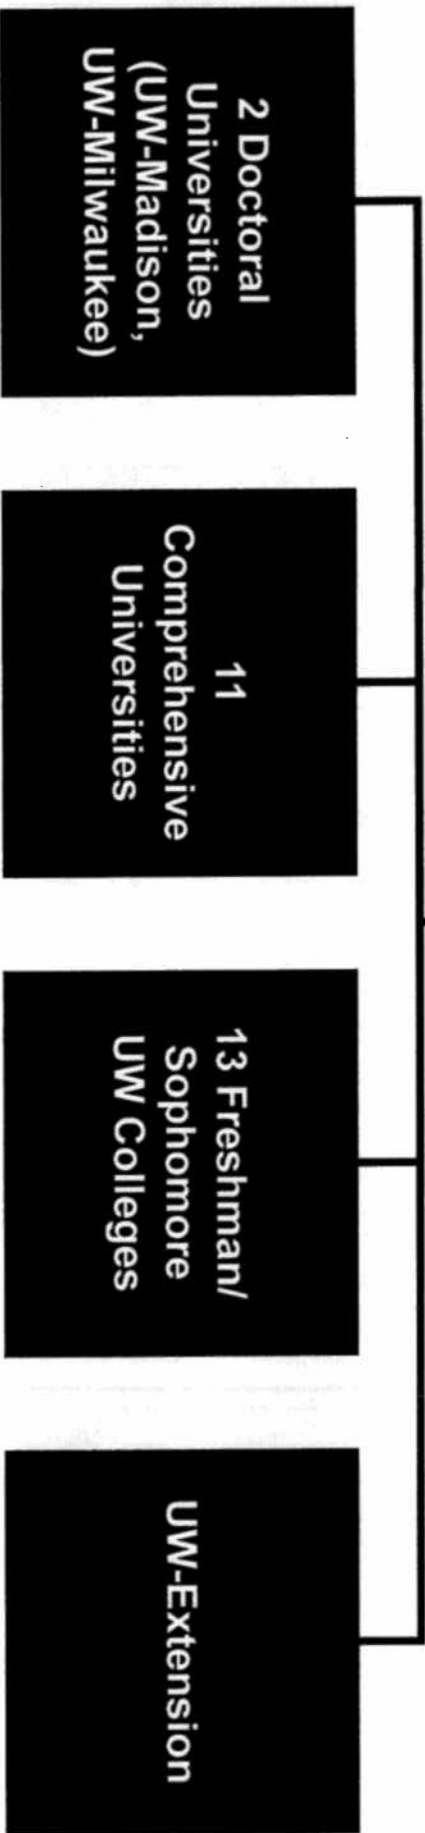 2 Doctoral
Universities
(UW-Madison,
UW-Milwaukee)
11
Comprehensive
Universities
13 Freshman/
Sophomore
UW Colleges
UW-Extension